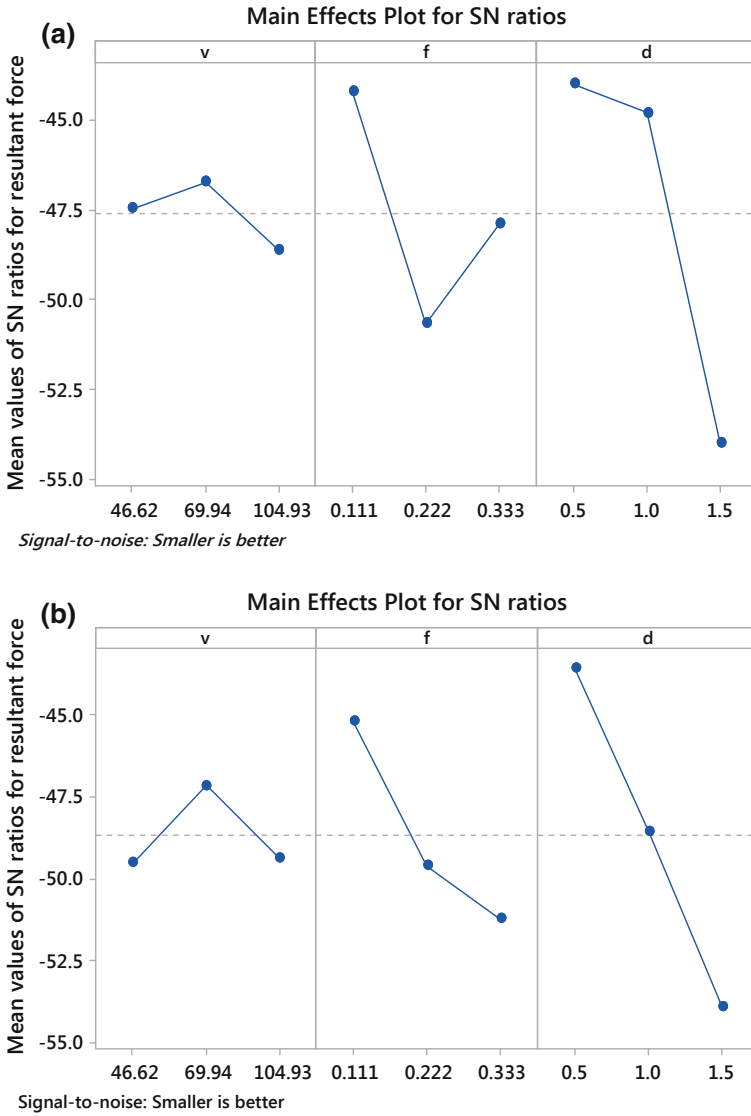 (a)
Main Effects Plot for SN ratios
v f d
Mean values of SN ratios for resultant force
-45.0
-47.5
-50.0
-52.5
-55.0
46.62 69.94 104.93 0.111 0.222 0.333 0.5 1.0 1.5
Signal-to-noise: Smaller is better
(b)
Main Effects Plot for SN ratios
v f d
Mean values of SN ratios for resultant force
-45.0
-47.5
-50.0
-52.5
-55.0
46.62 69.94 104.93 0.111 0.222 0.333 0.5 1.0 1.5
Signal-to-noise: Smaller is better